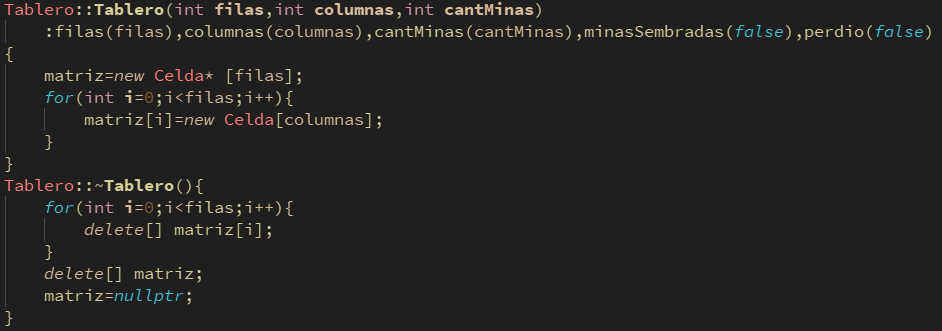 Tablero::Tablero(int filas,int columnas,int cantMinas)
    :filas(filas),columnas(columnas),cantMinas(cantMinas),minasSembradas(false),perdio(false)
{
    matriz=new Celda* [filas];
    for(int i=0;i<filas;i++){
        matriz[i]=new Celda[columnas];
    }
}
Tablero::~Tablero(){
    for(int i=0;i<filas;i++){
        delete[] matriz[i];
    }
    delete[] matriz;
    matriz=nullptr;
}